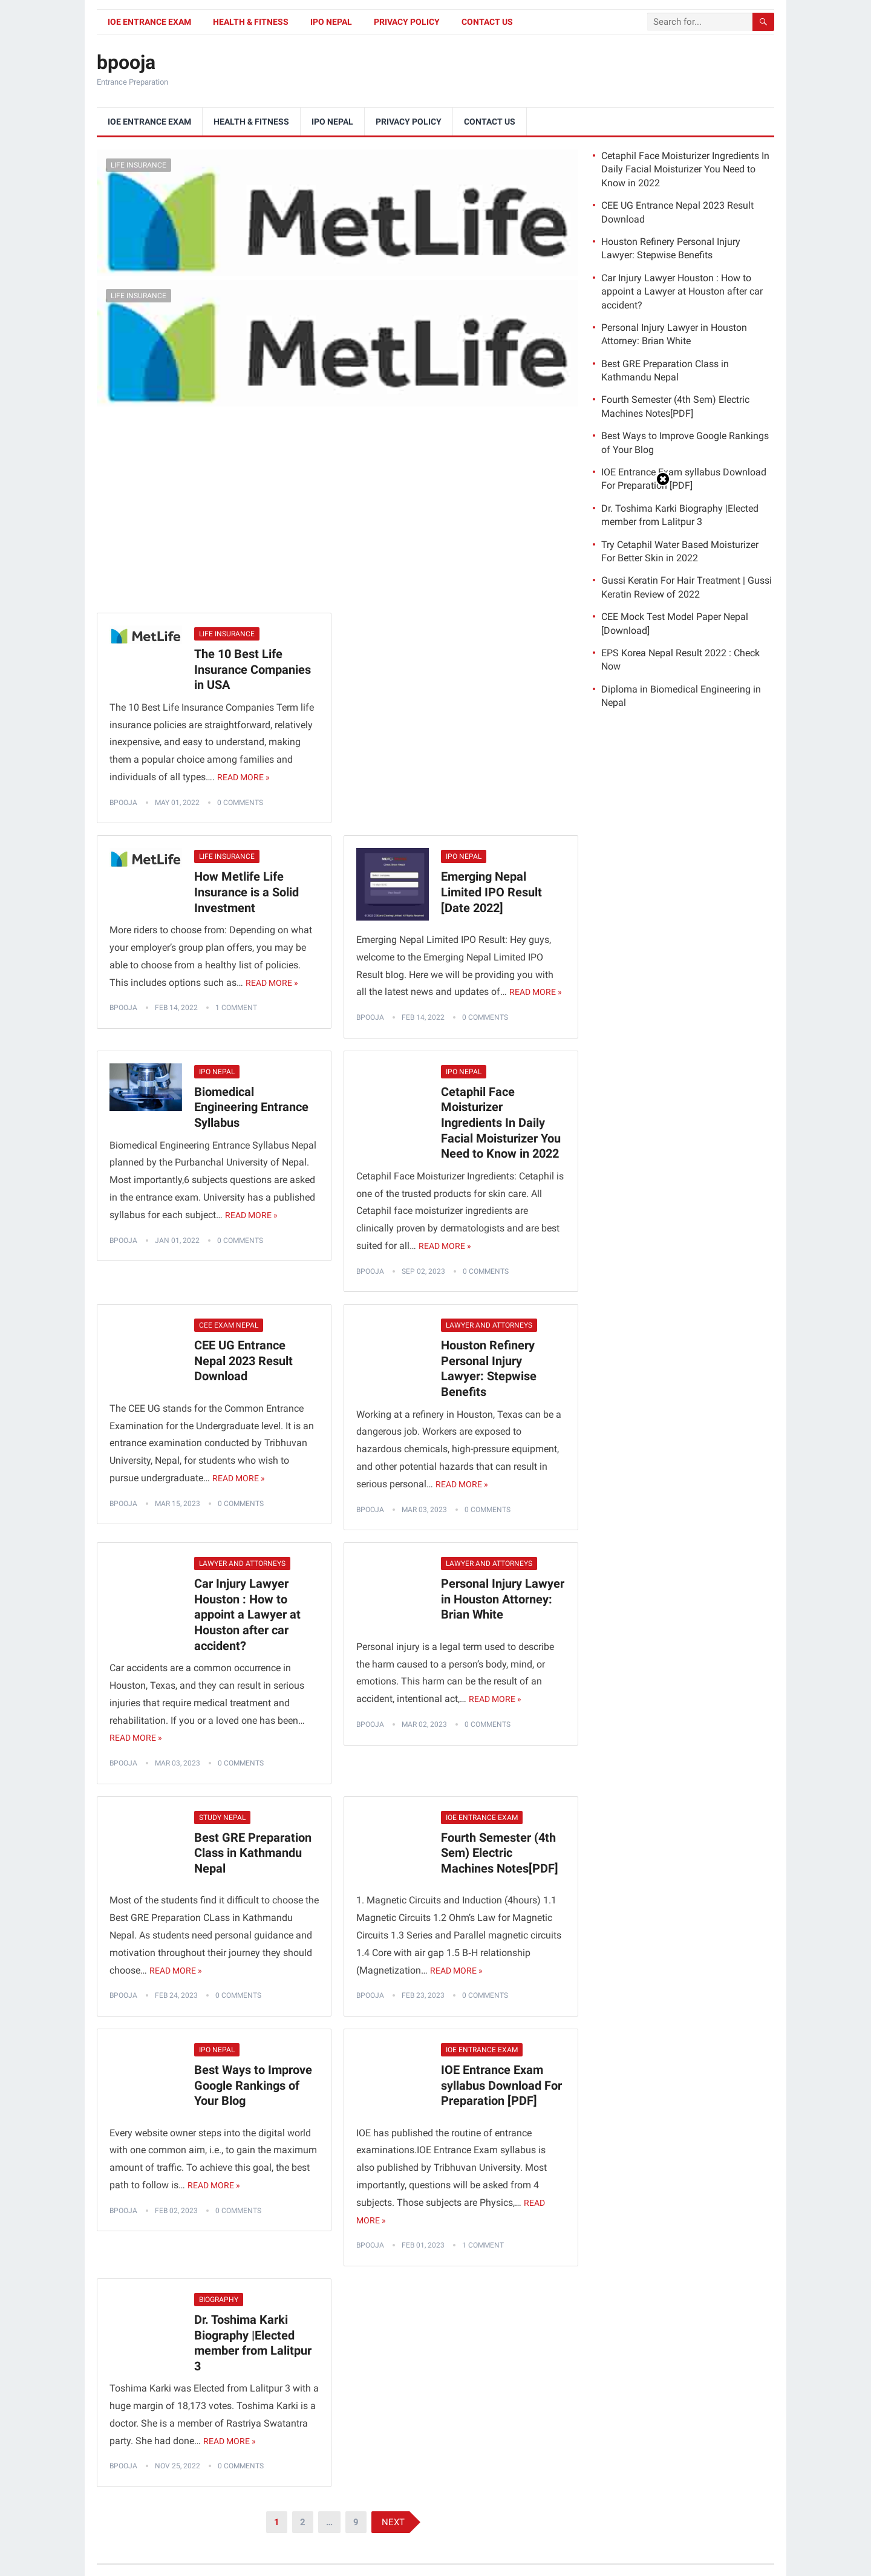 IOE ENTRANCE EXAM HEALTH & FITNESS IPO NEPAL PRIVACY POLICY CONTACT US Search for...
bpooja
Entrance Preparation
IOE ENTRANCE EXAM HEALTH & FITNESS IPO NEPAL PRIVACY POLICY CONTACT US
LIFE INSURANCE
MetLife
LIFE INSURANCE
MetLife
Cetaphil Face Moisturizer Ingredients In
Daily Facial Moisturizer You Need to
Know in 2022
CEE UG Entrance Nepal 2023 Result
Download
Houston Refinery Personal Injury
Lawyer: Stepwise Benefits
Car Injury Lawyer Houston : How to
appoint a Lawyer at Houston after car
accident?
Personal Injury Lawyer in Houston
Attorney: Brian White
Best GRE Preparation Class in
Kathmandu Nepal
Fourth Semester (4th Sem) Electric
Machines Notes[PDF]
Best Ways to Improve Google Rankings
of Your Blog
IOE Entrance Exam syllabus Download
For Preparation [PDF]
Dr. Toshima Karki Biography |Elected
member from Lalitpur 3
Try Cetaphil Water Based Moisturizer
For Better Skin in 2022
Gussi Keratin For Hair Treatment | Gussi
Keratin Review of 2022
CEE Mock Test Model Paper Nepal
[Download]
EPS Korea Nepal Result 2022 : Check
Now
Diploma in Biomedical Engineering in
Nepal
MetLife
LIFE INSURANCE
The 10 Best Life
Insurance Companies
in USA
The 10 Best Life Insurance Companies Term life
insurance policies are straightforward, relatively
inexpensive, and easy to understand, making
them a popular choice among families and
individuals of all types.… READ MORE »
BPOOJA • MAY 01, 2022 • 0 COMMENTS
MetLife
LIFE INSURANCE
How Metlife Life
Insurance is a Solid
Investment
More riders to choose from: Depending on what
your employer's group plan offers, you may be
able to choose from a healthy list of policies.
This includes options such as… READ MORE »
BPOOJA • FEB 14, 2022 • 1 COMMENT
IPO NEPAL
Emerging Nepal
Limited IPO Result
[Date 2022]
Emerging Nepal Limited IPO Result: Hey guys,
welcome to the Emerging Nepal Limited IPO
Result blog. Here we will be providing you with
all the latest news and updates of… READ MORE »
BPOOJA • FEB 14, 2022 • 0 COMMENTS
IPO NEPAL
Biomedical
Engineering Entrance
Syllabus
Biomedical Engineering Entrance Syllabus Nepal
planned by the Purbanchal University of Nepal.
Most importantly,6 subjects questions are asked
in the entrance exam. University has a published
syllabus for each subject… READ MORE »
BPOOJA • JAN 01, 2022 • 0 COMMENTS
IPO NEPAL
Cetaphil Face
Moisturizer
Ingredients In Daily
Facial Moisturizer You
Need to Know in 2022
Cetaphil Face Moisturizer Ingredients: Cetaphil is
one of the trusted products for skin care. All
Cetaphil face moisturizer ingredients are
clinically proven by dermatologists and are best
suited for all… READ MORE »
BPOOJA • SEP 02, 2023 • 0 COMMENTS
CEE EXAM NEPAL
CEE UG Entrance
Nepal 2023 Result
Download
The CEE UG stands for the Common Entrance
Examination for the Undergraduate level. It is an
entrance examination conducted by Tribhuvan
University, Nepal, for students who wish to
pursue undergraduate… READ MORE »
BPOOJA • MAR 15, 2023 • 0 COMMENTS
LAWYER AND ATTORNEYS
Houston Refinery
Personal Injury
Lawyer: Stepwise
Benefits
Working at a refinery in Houston, Texas can be a
dangerous job. Workers are exposed to
hazardous chemicals, high-pressure equipment,
and other potential hazards that can result in
serious personal… READ MORE »
BPOOJA • MAR 03, 2023 • 0 COMMENTS
LAWYER AND ATTORNEYS
Car Injury Lawyer
Houston : How to
appoint a Lawyer at
Houston after car
accident?
Car accidents are a common occurrence in
Houston, Texas, and they can result in serious
injuries that require medical treatment and
rehabilitation. If you or a loved one has been…
READ MORE »
BPOOJA • MAR 03, 2023 • 0 COMMENTS
LAWYER AND ATTORNEYS
Personal Injury Lawyer
in Houston Attorney:
Brian White
Personal injury is a legal term used to describe
the harm caused to a person's body, mind, or
emotions. This harm can be the result of an
accident, intentional act,… READ MORE »
BPOOJA • MAR 02, 2023 • 0 COMMENTS
STUDY NEPAL
Best GRE Preparation
Class in Kathmandu
Nepal
Most of the students find it difficult to choose the
Best GRE Preparation CLass in Kathmandu
Nepal. As students need personal guidance and
motivation throughout their journey they should
choose… READ MORE »
BPOOJA • FEB 24, 2023 • 0 COMMENTS
IOE ENTRANCE EXAM
Fourth Semester (4th
Sem) Electric
Machines Notes[PDF]
1. Magnetic Circuits and Induction (4hours) 1.1
Magnetic Circuits 1.2 Ohm's Law for Magnetic
Circuits 1.3 Series and Parallel magnetic circuits
1.4 Core with air gap 1.5 B-H relationship
(Magnetization… READ MORE »
BPOOJA • FEB 23, 2023 • 0 COMMENTS
IPO NEPAL
Best Ways to Improve
Google Rankings of
Your Blog
Every website owner steps into the digital world
with one common aim, i.e., to gain the maximum
amount of traffic. To achieve this goal, the best
path to follow is… READ MORE »
BPOOJA • FEB 02, 2023 • 0 COMMENTS
IOE ENTRANCE EXAM
IOE Entrance Exam
syllabus Download For
Preparation [PDF]
IOE has published the routine of entrance
examinations.IOE Entrance Exam syllabus is
also published by Tribhuvan University. Most
importantly, questions will be asked from 4
subjects. Those subjects are Physics,… READ
MORE »
BPOOJA • FEB 01, 2023 • 1 COMMENT
BIOGRAPHY
Dr. Toshima Karki
Biography |Elected
member from Lalitpur
3
Toshima Karki was Elected from Lalitpur 3 with a
huge margin of 18,173 votes. Toshima Karki is a
doctor. She is a member of Rastriya Swatantra
party. She had done… READ MORE »
BPOOJA • NOV 25, 2022 • 0 COMMENTS
1 2 … 9 NEXT